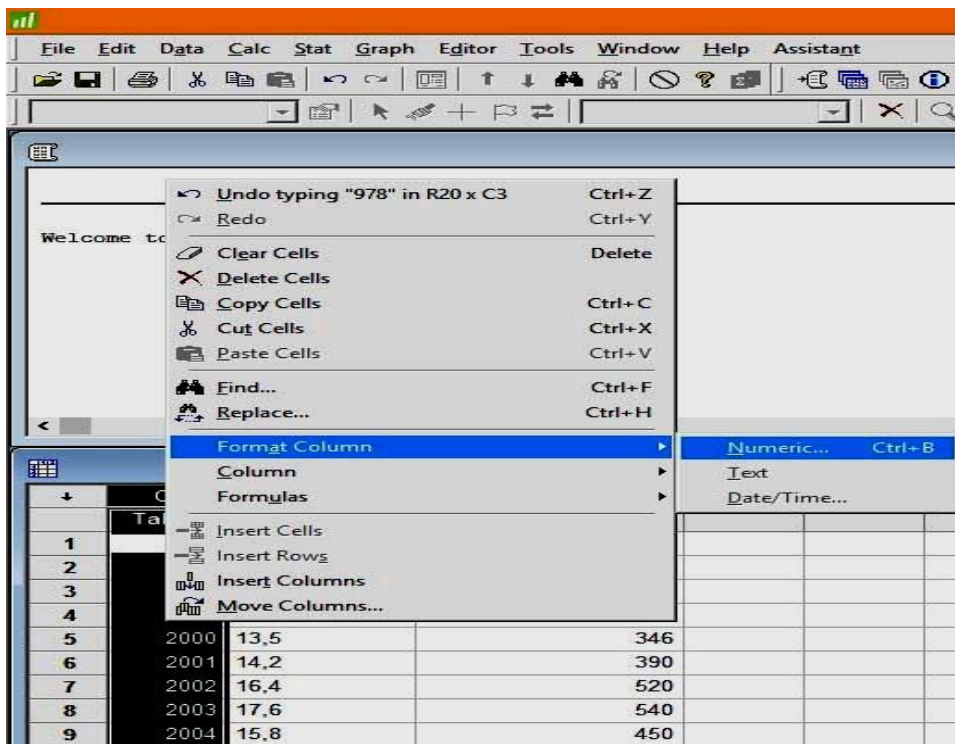 File Edit Data Calc Stat Graph Editor Tools Window Help Assistant
Welcome
Undo typing "978" in R20 x C3 Ctrl+Z
Redo Ctrl+Y
Clear Cells Delete
Delete Cells
Copy Cells Ctrl+C
Cut Cells Ctrl+X
Paste Cells Ctrl+V
Find... Ctrl+F
Replace... Ctrl+H
Format Column
Numeric... Ctrl+B
Column
Text
Formulas
Date/Time...
Insert Cells
Insert Rows
Insert Columns
Move Columns...
1
2
3
4
5 2000 13,5 346
6 2001 14,2 390
7 2002 16,4 520
8 2003 17,6 540
9 2004 15,8 450